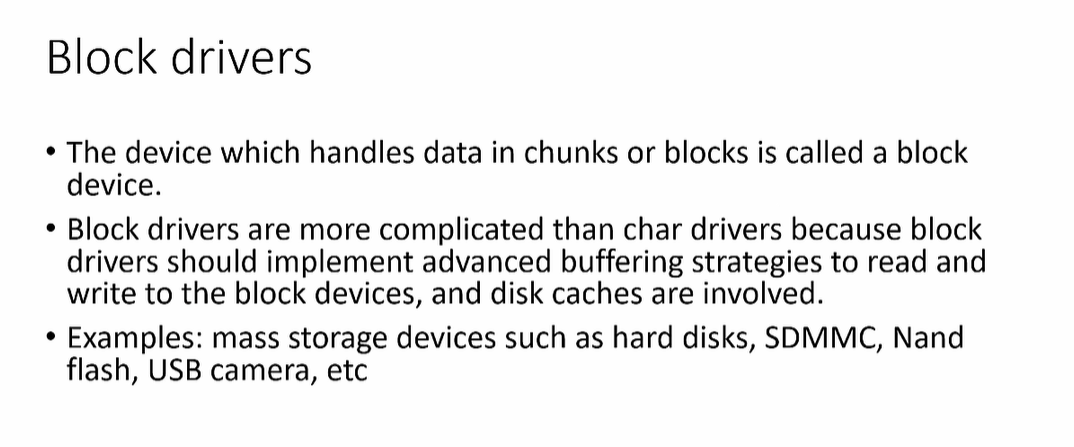 Block drivers
• The device which handles data in chunks or blocks is called a block
device.
• Block drivers are more complicated than char drivers because block
drivers should implement advanced buffering strategies to read and
write to the block devices, and disk caches are involved.
• Examples: mass storage devices such as hard disks, SDMMC, Nand
flash, USB camera, etc